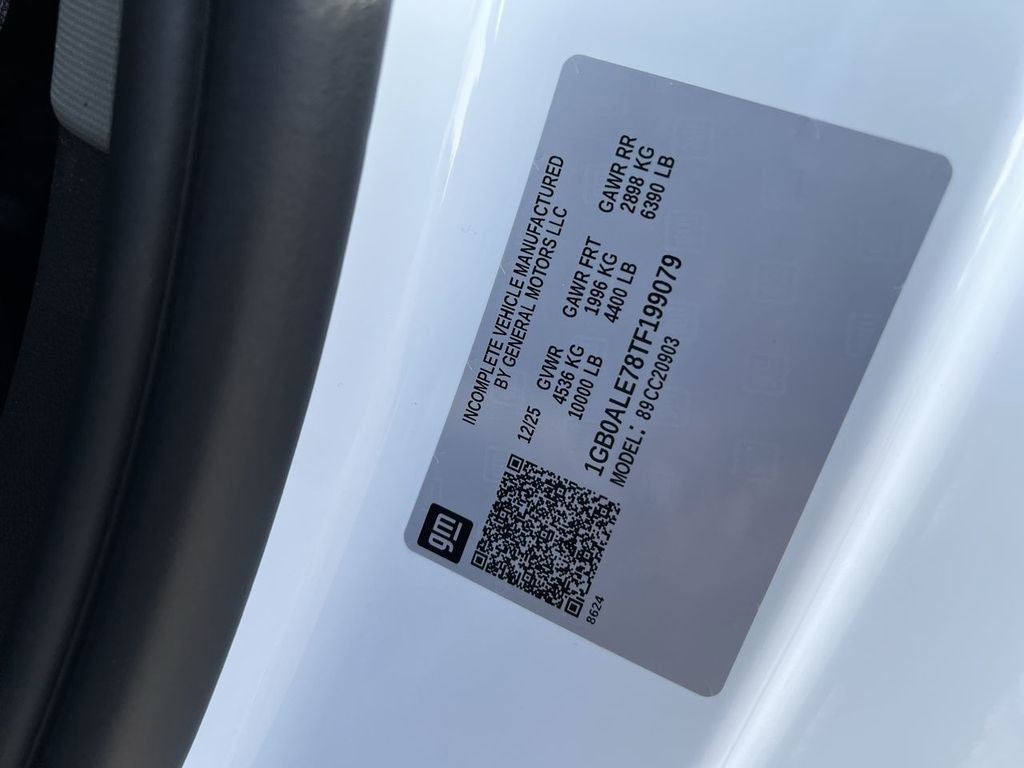 gm
INCOMPLETE VEHICLE MANUFACTURED
BY GENERAL MOTORS LLC
12/25 GVWR GAWR FRT GAWR RR
4536 KG 1996 KG 2898 KG
10000 LB 4400 LB 6390 LB
1GB0ALE78TF199079
MODEL: 89CC20903
8624